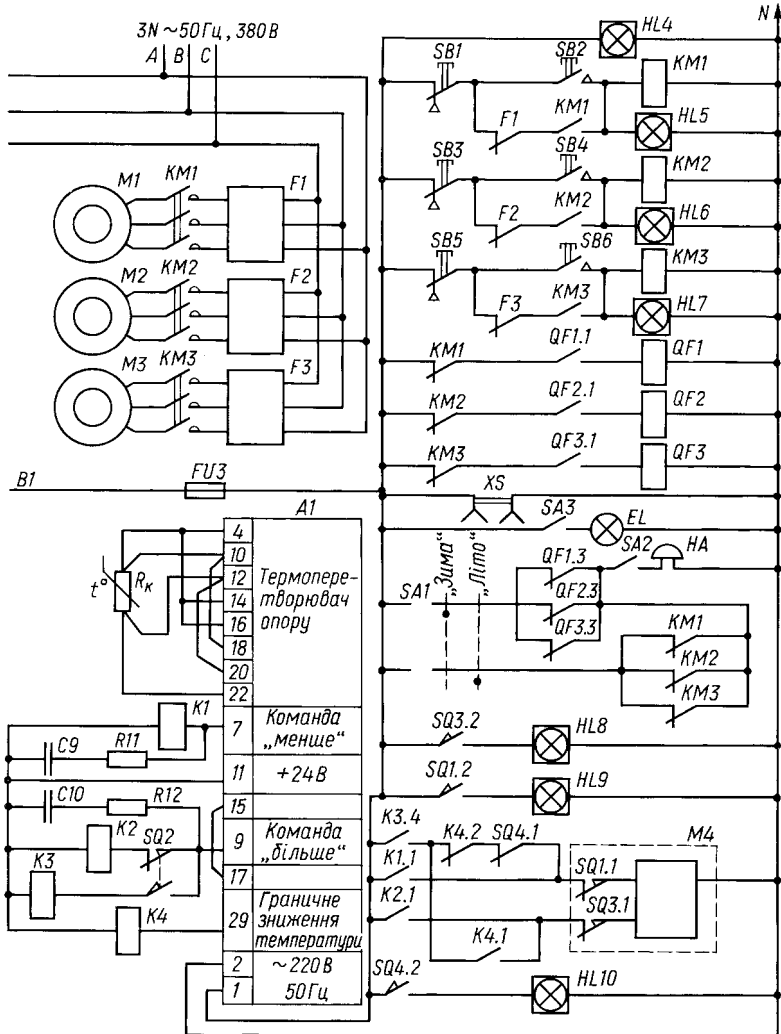 3N ~50Гц, 380В
A B C
N
HL4
SB1 SB2 KM1
F1 KM1 HL5
M1 KM1 F1
SB3 SB4 KM2
F2 KM2 HL6
M2 KM2 F2
SB5 SB6 KM3
F3 KM3 HL7
M3 KM3 F3
KM1 QF1.1 QF1
KM2 QF2.1 QF2
KM3 QF3.1 QF3
B1 FU3
XS
SA3 EL
A1
4
10
12
14
16
18
20
22
Термопере-
творювач
опору
t° Rк
SA1 „Зима“ „Літо“
QF1.3 SA2 HA
QF2.3
QF3.3
KM1
KM2
KM3
K1
7 Команда
„менше“
C9 R11
11 +24В
C10 R12
15
K2 SQ2
9 Команда
„більше“
K3
17
K4
29 Граничне
зниження
температури
2 ~220В
1 50Гц
SQ3.2 HL8
SQ1.2 HL9
K3.4 K4.2 SQ4.1 M4
K1.1 SQ1.1
K2.1 SQ3.1
K4.1
SQ4.2 HL10